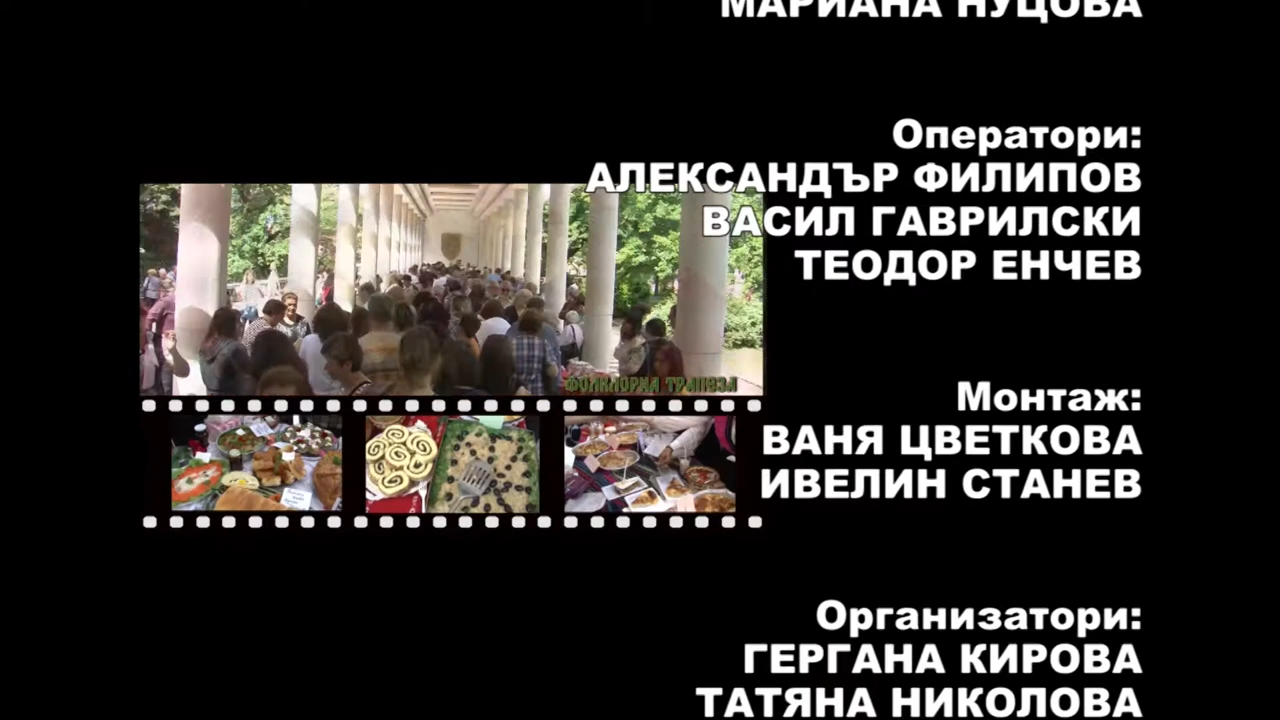 МАРИАНА НУЦОВА
Оператори:
АЛЕКСАНДЪР ФИЛИПОВ
ВАСИЛ ГАВРИЛСКИ
ТЕОДОР ЕНЧЕВ
ФОЛКЛОРНА ТРАПЕЗА
Монтаж:
ВАНЯ ЦВЕТКОВА
ИВЕЛИН СТАНЕВ
Организатори:
ГЕРГАНА КИРОВА
ТАТЯНА НИКОЛОВА